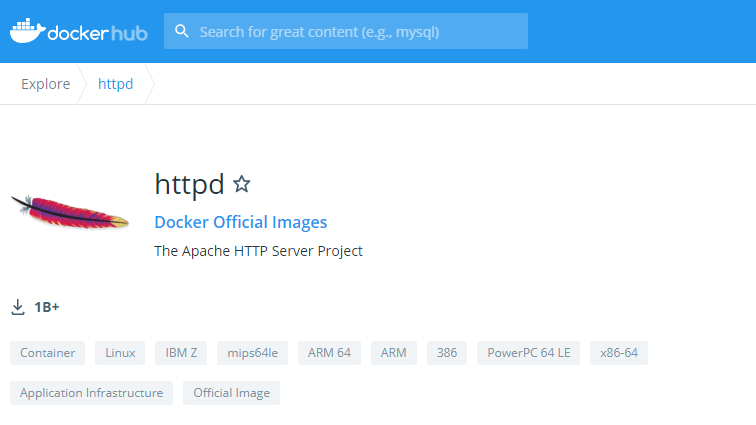 dockerhub Search for great content (e.g., mysql)
Explore httpd
httpd
Docker Official Images
The Apache HTTP Server Project
1B+
Container Linux IBM Z mips64le ARM 64 ARM 386 PowerPC 64 LE x86-64
Application Infrastructure Official Image